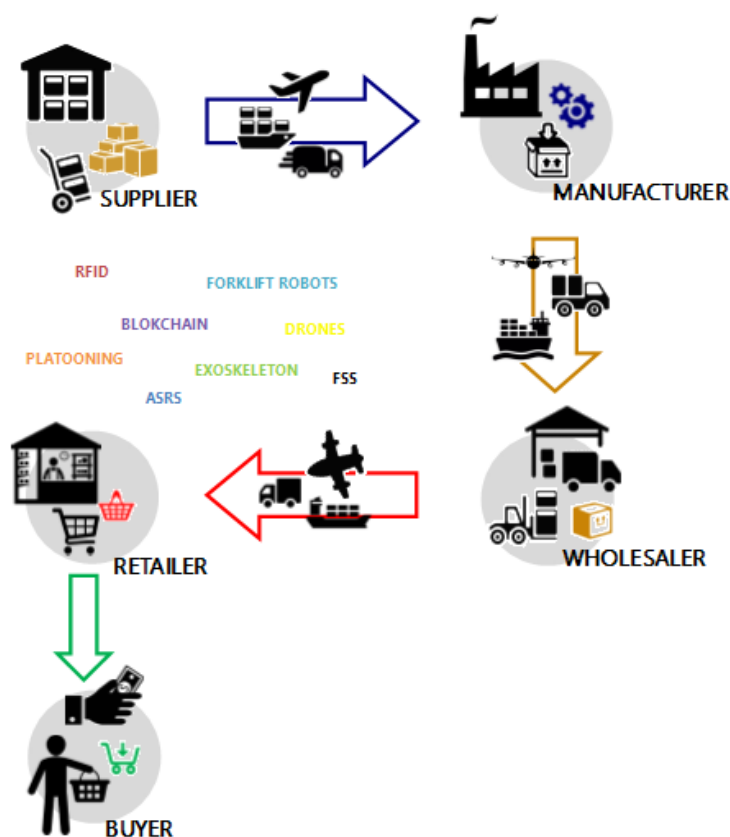 SUPPLIER
MANUFACTURER
RFID
FORKLIFT ROBOTS
BLOKCHAIN
DRONES
PLATOONING
EXOSKELETON
FSS
ASRS
RETAILER
WHOLESALER
BUYER